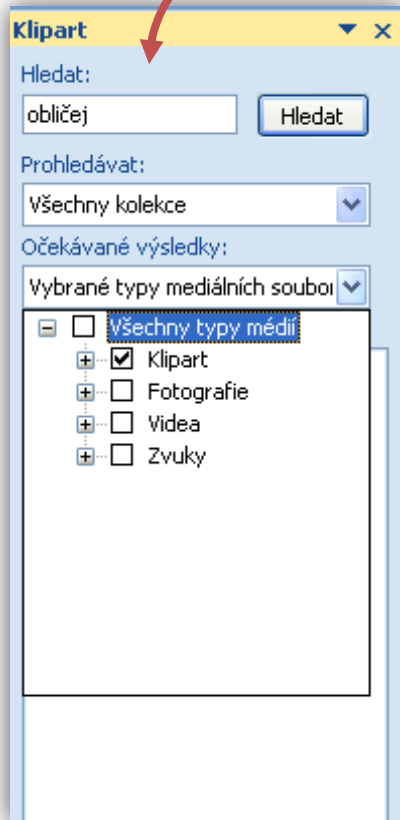 Klipart
Hledat:
obličej
Hledat
Prohledávat:
Všechny kolekce
Očekávané výsledky:
Vybrané typy mediálních soubor
Všechny typy médií
Klipart
Fotografie
Videa
Zvuky